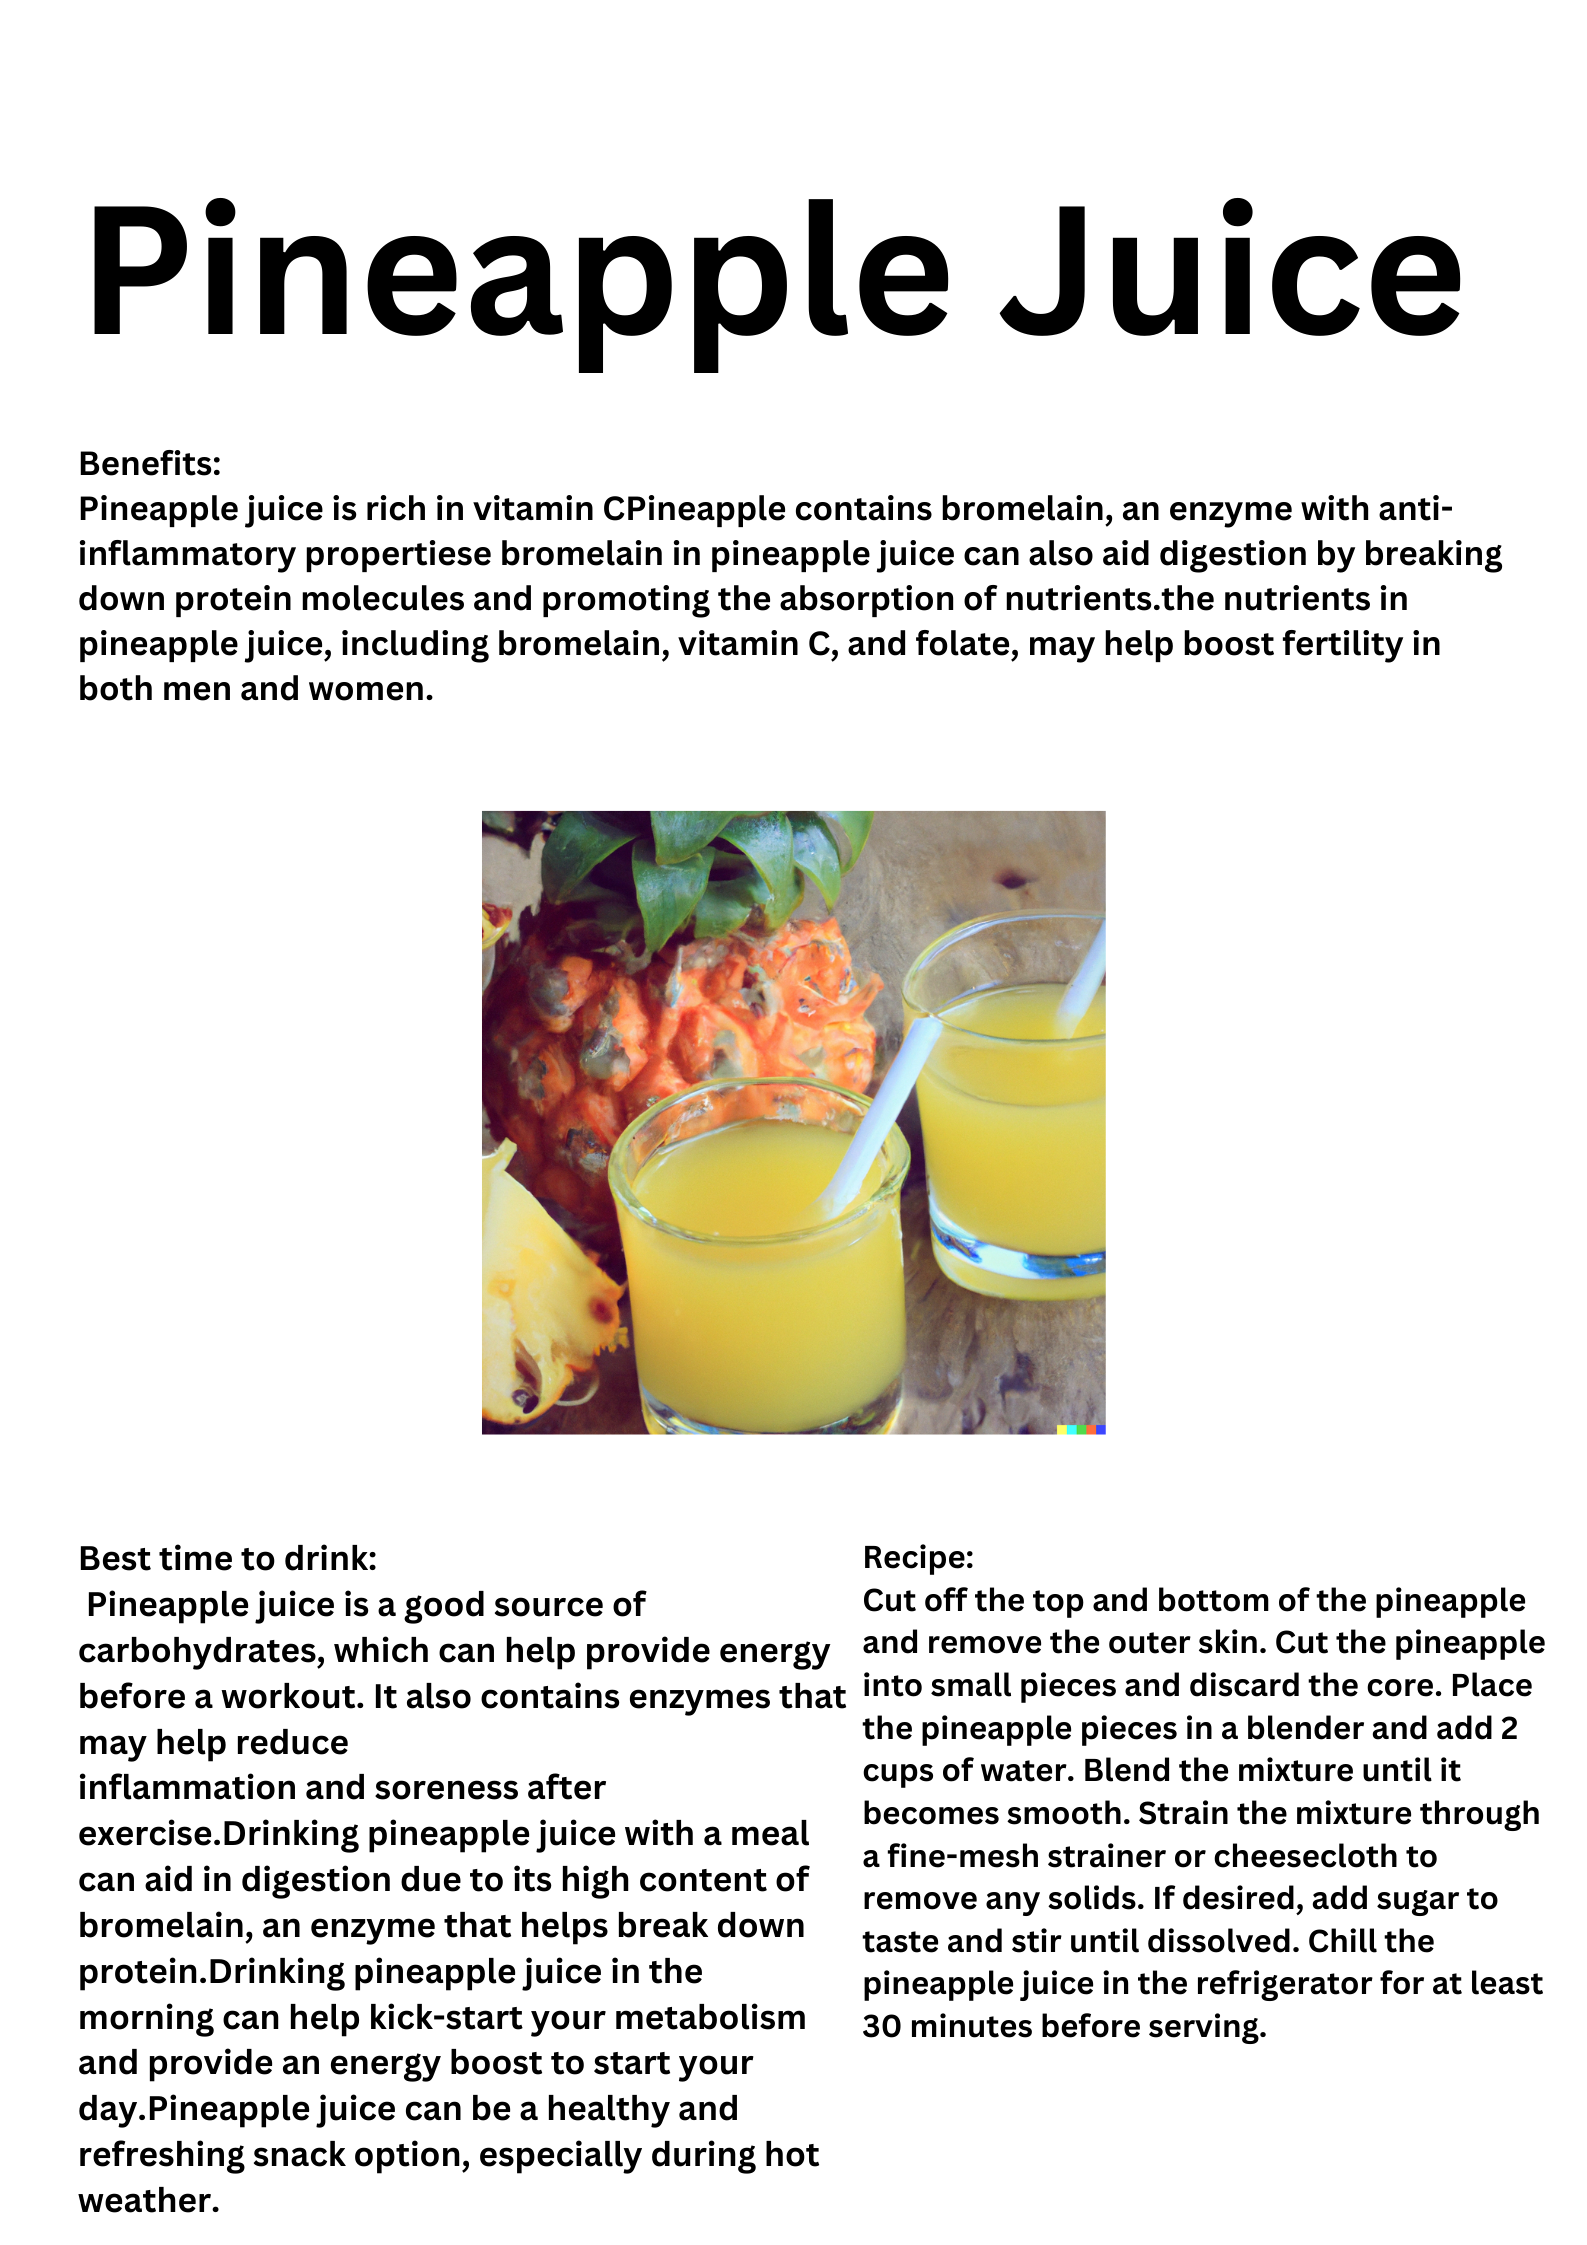 Pineapple Juice
Benefits:
Pineapple juice is rich in vitamin CPineapple contains bromelain, an enzyme with anti-
inflammatory propertiese bromelain in pineapple juice can also aid digestion by breaking
down protein molecules and promoting the absorption of nutrients.the nutrients in
pineapple juice, including bromelain, vitamin C, and folate, may help boost fertility in
both men and women.
Best time to drink:
Pineapple juice is a good source of
carbohydrates, which can help provide energy
before a workout. It also contains enzymes that
may help reduce
inflammation and soreness after
exercise.Drinking pineapple juice with a meal
can aid in digestion due to its high content of
bromelain, an enzyme that helps break down
protein.Drinking pineapple juice in the
morning can help kick-start your metabolism
and provide an energy boost to start your
day.Pineapple juice can be a healthy and
refreshing snack option, especially during hot
weather.
Recipe:
Cut off the top and bottom of the pineapple
and remove the outer skin. Cut the pineapple
into small pieces and discard the core. Place
the pineapple pieces in a blender and add 2
cups of water. Blend the mixture until it
becomes smooth. Strain the mixture through
a fine-mesh strainer or cheesecloth to
remove any solids. If desired, add sugar to
taste and stir until dissolved. Chill the
pineapple juice in the refrigerator for at least
30 minutes before serving.